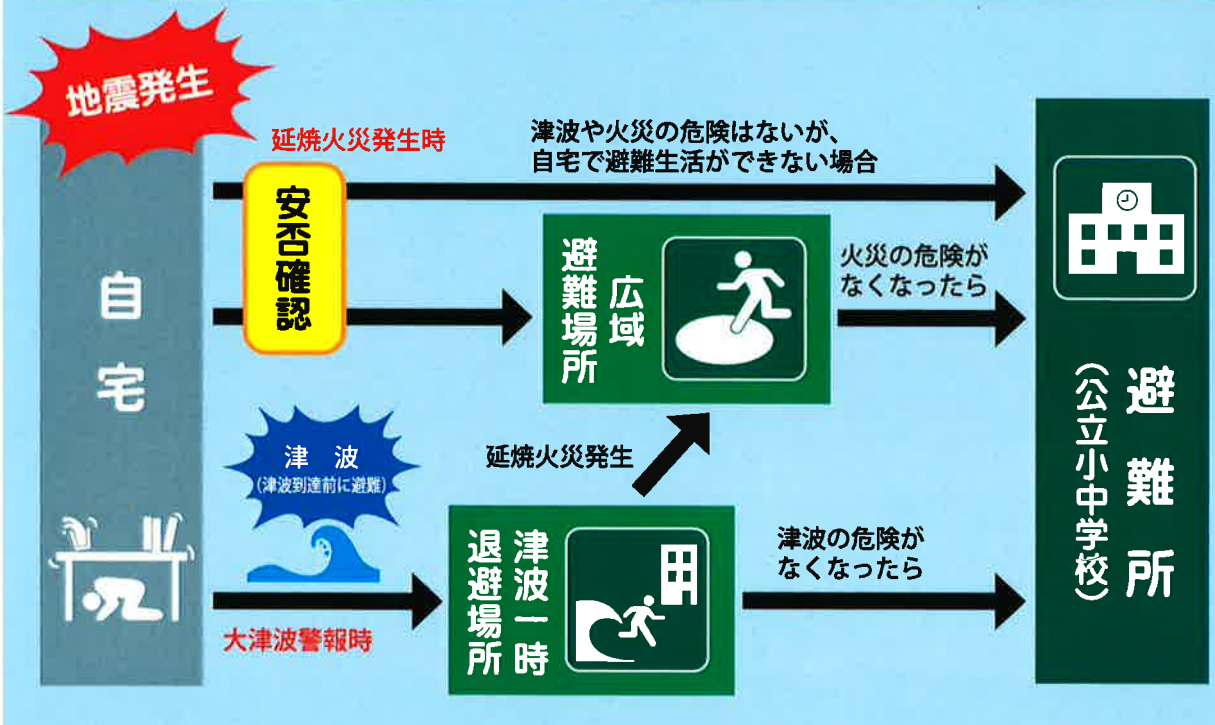 地震発生
自宅
延焼火災発生時
安否確認
津波や火災の危険はないが、
自宅で避難生活ができない場合
広域
避難場所
火災の危険が
なくなったら
津 波
(津波到達前に避難)
大津波警報時
延焼火災発生
津波一時
退避場所
津波の危険が
なくなったら
避難所
(公立小中学校)